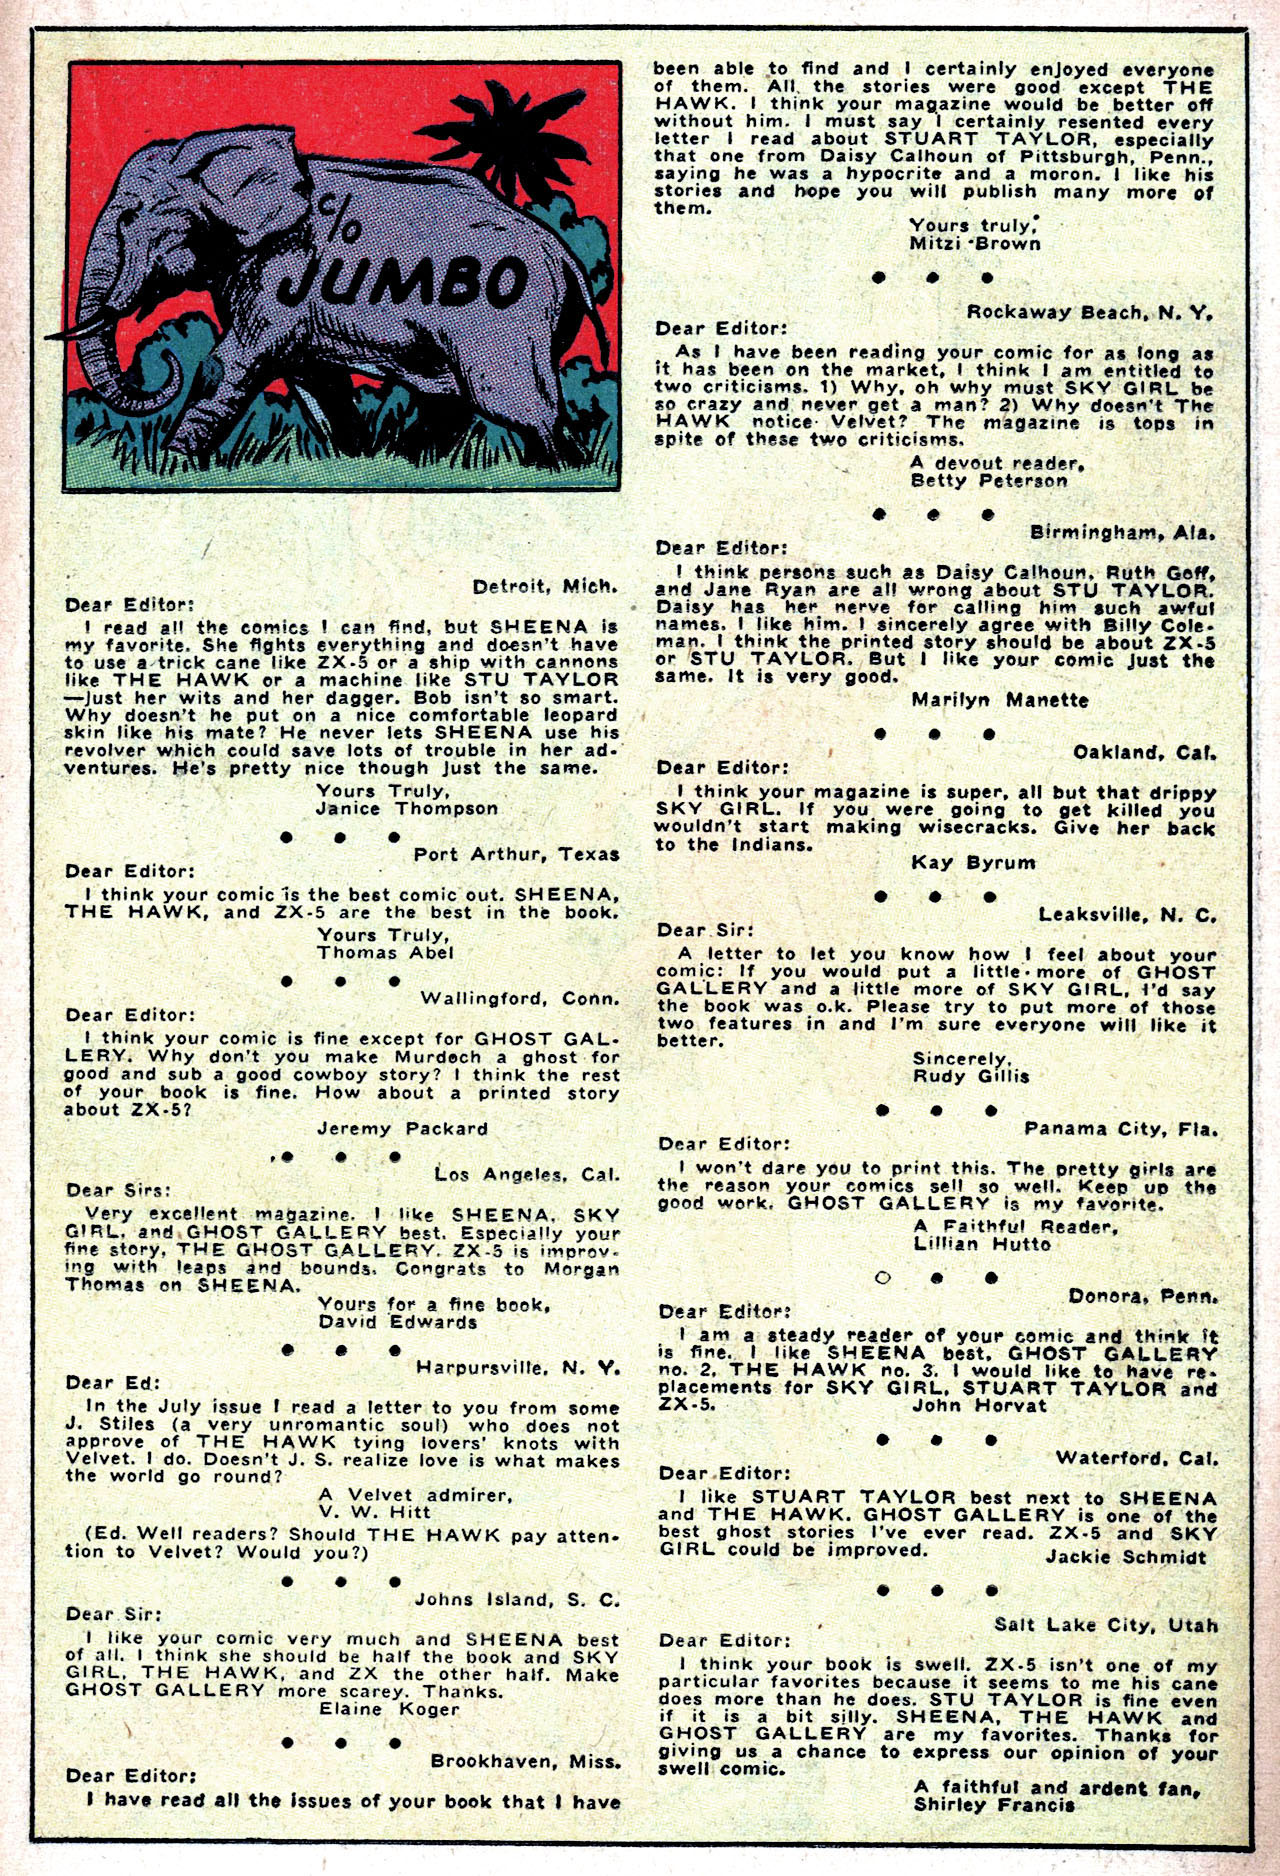 c/o
JUMBO
Detroit, Mich.
Dear Editor:
I read all the comics I can find, but SHEENA is
my favorite. She fights everything and doesn't have
to use a trick cane like ZX-5 or a ship with cannons
like THE HAWK or a machine like STU TAYLOR
—just her wits and her dagger. Bob isn't so smart.
Why doesn't he put on a nice comfortable leopard
skin like his mate? He never lets SHEENA use his
revolver which could save lots of trouble in her ad-
ventures. He's pretty nice though just the same.
Yours Truly,
Janice Thompson
Port Arthur, Texas
Dear Editor:
I think your comic is the best comic out. SHEENA,
THE HAWK, and ZX-5 are the best in the book.
Yours Truly,
Thomas Abel
Wallingford, Conn.
Dear Editor:
I think your comic is fine except for GHOST GAL-
LERY. Why don't you make Murdoch a ghost for
good and sub a good cowboy story? I think the rest
of your book is fine. How about a printed story
about ZX-5?
Jeremy Packard
Los Angeles, Cal.
Dear Sirs:
Very excellent magazine. I like SHEENA, SKY
GIRL, and GHOST GALLERY best. Especially your
fine story, THE GHOST GALLERY. ZX-5 is improv-
ing with leaps and bounds. Congrats to Morgan
Thomas on SHEENA.
Yours for a fine book,
David Edwards
Harpursville, N. Y.
Dear Ed:
In the July issue I read a letter to you from some
J. Stiles (a very unromantic soul) who does not
approve of THE HAWK tying lovers' knots with
Velvet. I do. Doesn't J. S. realize love is what makes
the world go round?
A Velvet admirer,
V. W. Hitt
(Ed. Well readers? Should THE HAWK pay atten-
tion to Velvet? Would you?)
Johns Island, S. C.
Dear Sir:
I like your comic very much and SHEENA best
of all. I think she should be half the book and SKY
GIRL, THE HAWK, and ZX the other half. Make
GHOST GALLERY more scarey. Thanks.
Elaine Koger
Brookhaven, Miss.
Dear Editor:
I have read all the issues of your book that I have
been able to find and I certainly enjoyed everyone
of them. All the stories were good except THE
HAWK. I think your magazine would be better off
without him. I must say I certainly resented every
letter I read about STUART TAYLOR, especially
that one from Daisy Calhoun of Pittsburgh, Penn.,
saying he was a hypocrite and a moron. I like his
stories and hope you will publish many more of
them.
Yours truly,
Mitzi Brown
Rockaway Beach, N. Y.
Dear Editor:
As I have been reading your comic for as long as
it has been on the market, I think I am entitled to
two criticisms. 1) Why, oh why must SKY GIRL be
so crazy and never get a man? 2) Why doesn't The
HAWK notice Velvet? The magazine is tops in
spite of these two criticisms.
A devout reader,
Betty Peterson
Birmingham, Ala.
Dear Editor:
I think persons such as Daisy Calhoun, Ruth Goff,
and Jane Ryan are all wrong about STU TAYLOR.
Daisy has her nerve for calling him such awful
names. I like him. I sincerely agree with Billy Cole-
man. I think the printed story should be about ZX-5
or STU TAYLOR. But I like your comic just the
same. It is very good.
Marilyn Manette
Oakland, Cal.
Dear Editor:
I think your magazine is super, all but that drippy
SKY GIRL. If you were going to get killed you
wouldn't start making wisecracks. Give her back
to the Indians.
Kay Byrum
Leaksville, N. C.
Dear Sir:
A letter to let you know how I feel about your
comic: If you would put a little more of GHOST
GALLERY and a little more of SKY GIRL, I'd say
the book was o.k. Please try to put more of those
two features in and I'm sure everyone will like it
better.
Sincerely,
Rudy Gillis
Panama City, Fla.
Dear Editor:
I won't dare you to print this. The pretty girls are
the reason your comics sell so well. Keep up the
good work. GHOST GALLERY is my favorite.
A Faithful Reader,
Lillian Hutto
Donora, Penn.
Dear Editor:
I am a steady reader of your comic and think it
is fine. I like SHEENA best, GHOST GALLERY
no. 2, THE HAWK no. 3. I would like to have re-
placements for SKY GIRL, STUART TAYLOR and
ZX-5.
John Horvat
Waterford, Cal.
Dear Editor:
I like STUART TAYLOR best next to SHEENA
and THE HAWK. GHOST GALLERY is one of the
best ghost stories I've ever read. ZX-5 and SKY
GIRL could be improved.
Jackie Schmidt
Salt Lake City, Utah
Dear Editor:
I think your book is swell. ZX-5 isn't one of my
particular favorites because it seems to me his cane
does more than he does. STU TAYLOR is fine even
if it is a bit silly. SHEENA, THE HAWK and
GHOST GALLERY are my favorites. Thanks for
giving us a chance to express our opinion of your
swell comic.
A faithful and ardent fan,
Shirley Francis